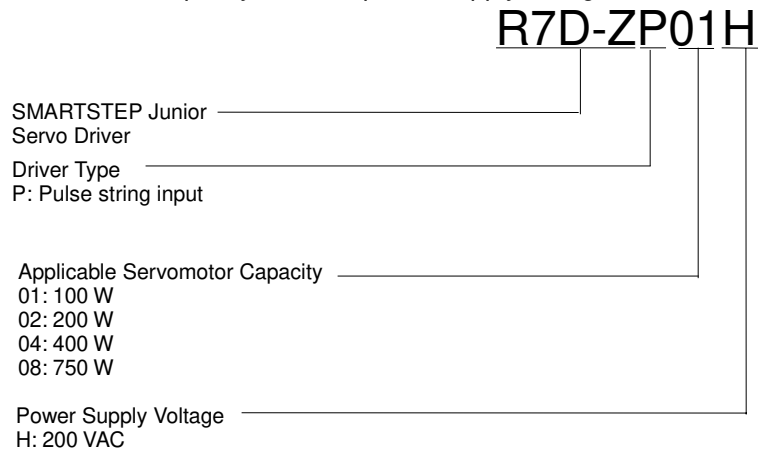 R7D-ZP01H
SMARTSTEP Junior
Servo Driver
Driver Type
P: Pulse string input
Applicable Servomotor Capacity
01: 100 W
02: 200 W
04: 400 W
08: 750 W
Power Supply Voltage
H: 200 VAC